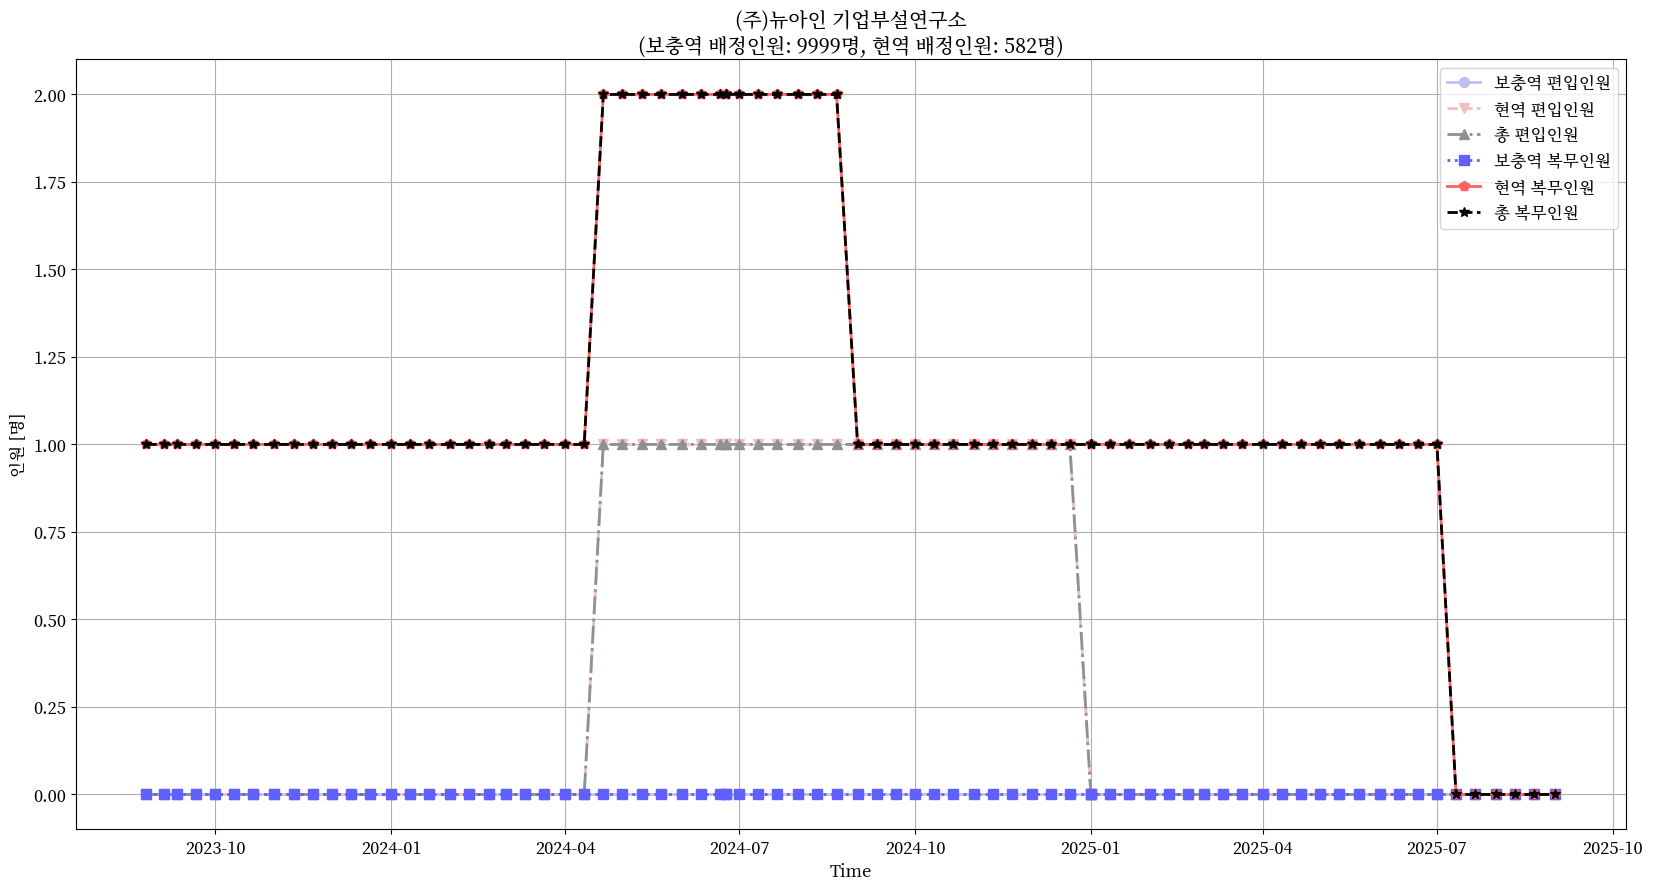 (주)뉴아인 기업부설연구소
(보충역 배정인원: 9999명, 현역 배정인원: 582명)
보충역 편입인원
현역 편입인원
총 편입인원
보충역 복무인원
현역 복무인원
총 복무인원
인원 [명]
2.00
1.75
1.50
1.25
1.00
0.75
0.50
0.25
0.00
2023-10
2024-01
2024-04
2024-07
2024-10
2025-01
2025-04
2025-07
2025-10
Time